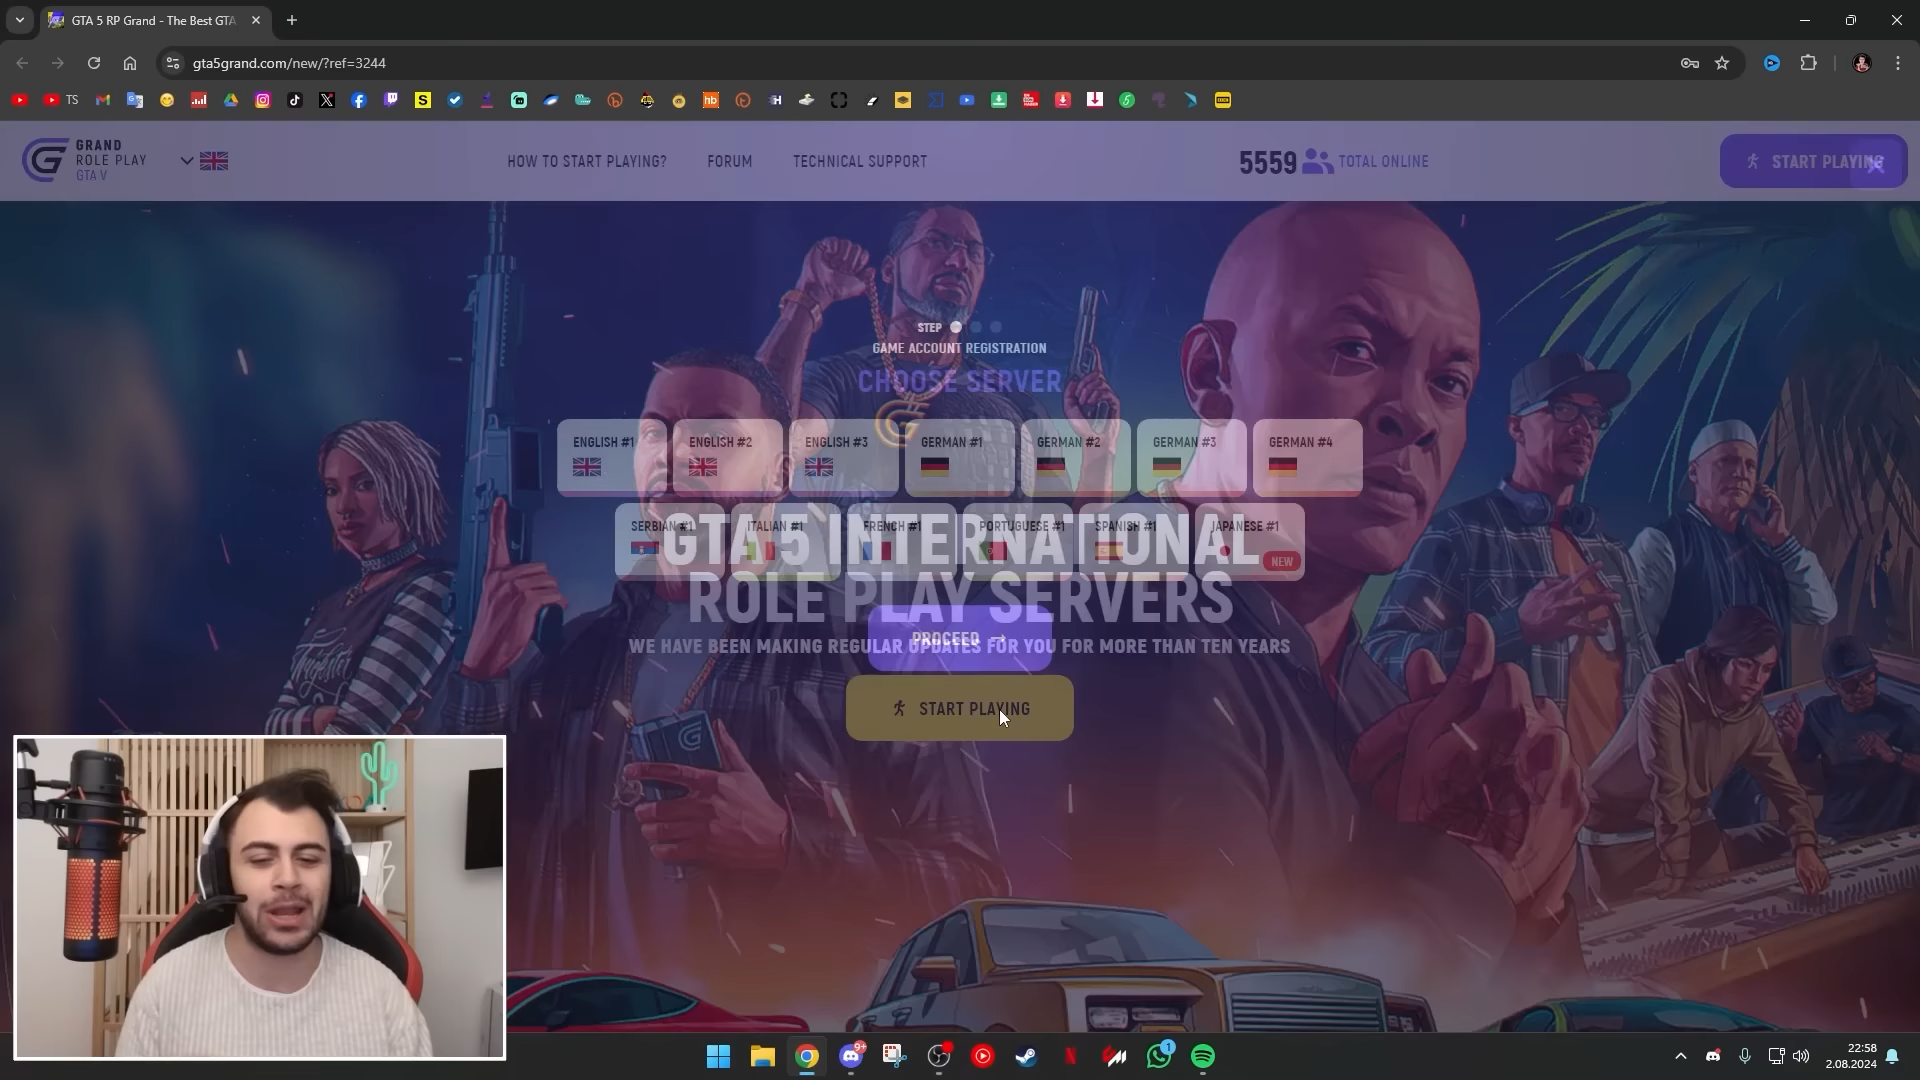 GTA 5 RP Grand - The Best GTA
gta5grand.com/new/?ref=3244
TS
hb
GRAND
ROLE PLAY
GTA V
HOW TO START PLAYING?
FORUM
TECHNICAL SUPPORT
5559
TOTAL ONLINE
START PLAYING
STEP
GAME ACCOUNT REGISTRATION
CHOOSE SERVER
ENGLISH #1
ENGLISH #2
ENGLISH #3
GERMAN #1
GERMAN #2
GERMAN #3
GERMAN #4
SERBIAN #1
ITALIAN #1
FRENCH #1
PORTUGUESE #1
SPANISH #1
JAPANESE #1
NEW
GTA 5 INTERNATIONAL
ROLE PLAY SERVERS
PROCEED →
WE HAVE BEEN MAKING REGULAR UPDATES FOR YOU FOR MORE THAN TEN YEARS
START PLAYING
9+
1
22:58
2.08.2024